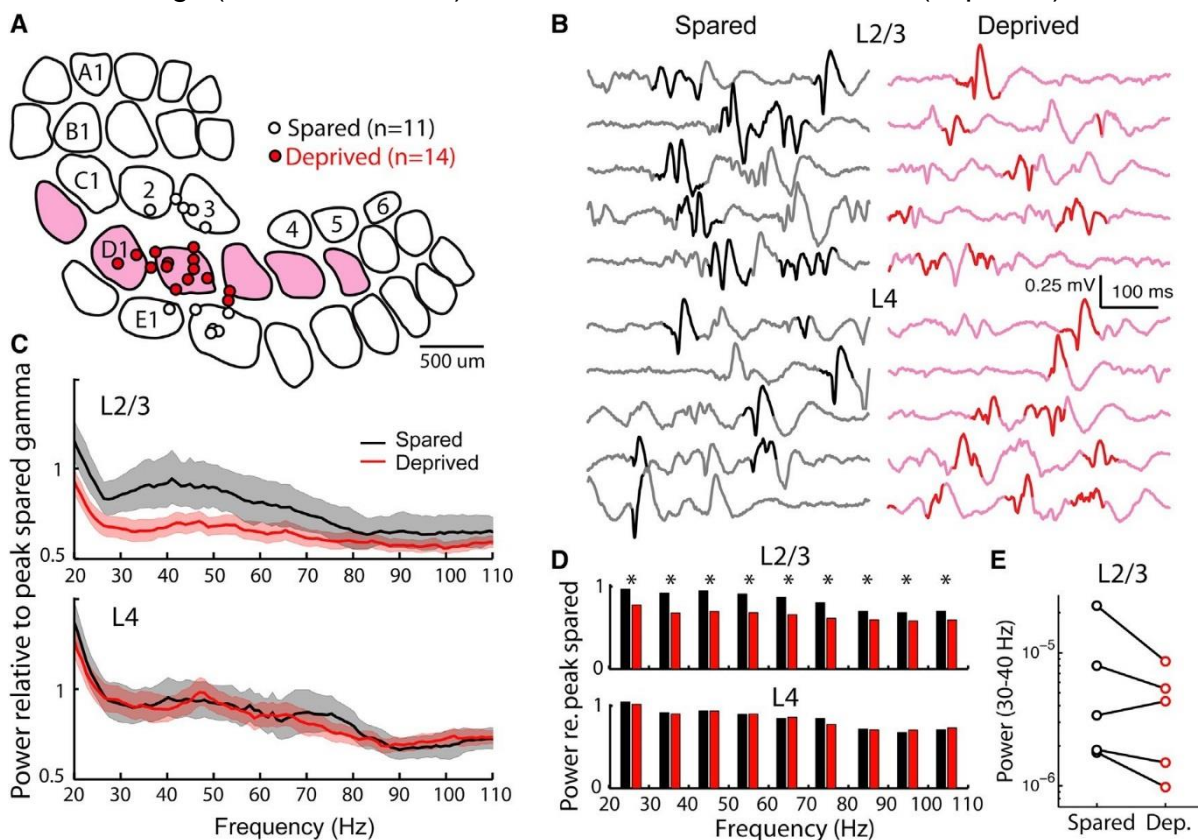 A
A1
B1
C1
2
3
4
5
6
D1
E1
Spared (n=11)
Deprived (n=14)
500 um
B
Spared
L2/3
Deprived
0.25 mV
100 ms
L4
C
Power relative to peak spared gamma
L2/3
Spared
Deprived
1
0.5
20 30 40 50 60 70 80 90 100 110
L4
1
0.5
20 30 40 50 60 70 80 90 100 110
Frequency (Hz)
D
L2/3
Power re. peak spared
1
* * * * * * * * *
0
L4
1
0
20 30 40 50 60 70 80 90 100 110
Frequency (Hz)
E
L2/3
Power (30-40 Hz)
10⁻⁵
10⁻⁶
Spared Dep.